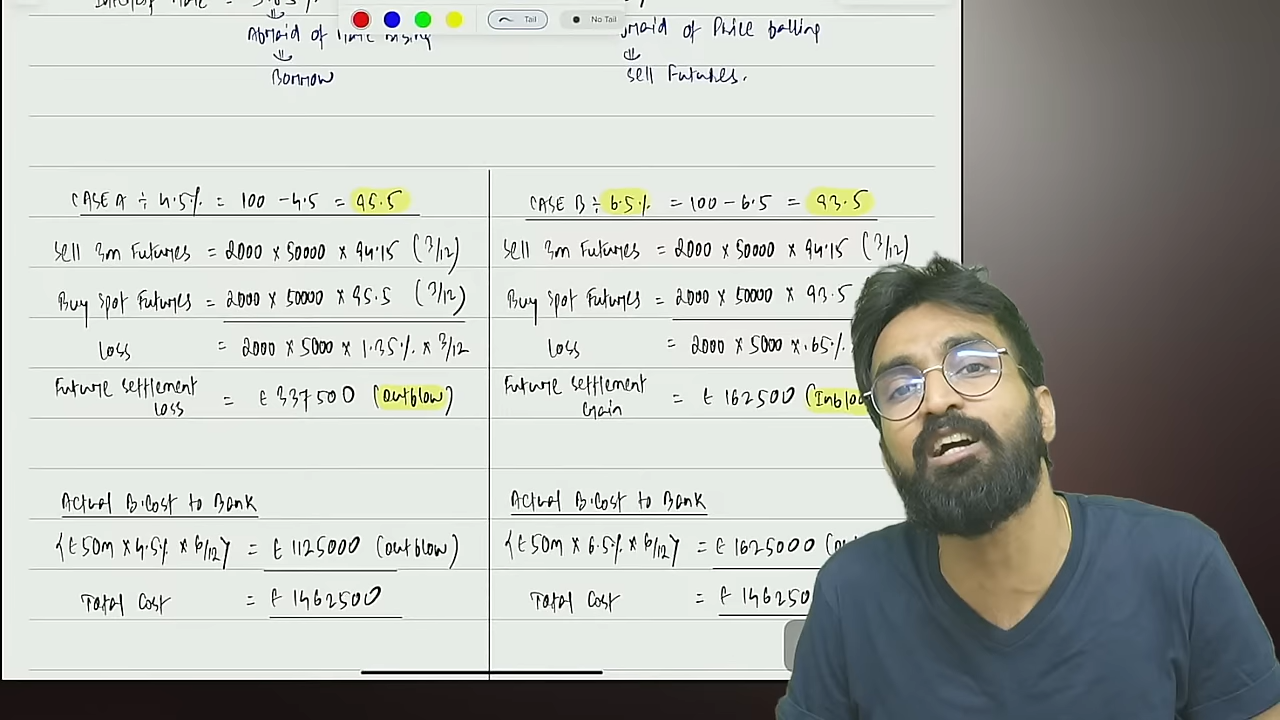 Tail
No Tail
Afraid of
Borrow
of Price falling
Sell Futures.
CASE A ÷ 4.5% = 100 - 4.5 = 95.5
Sell 3m Futures = 2000 × 50000 × 94.15 (3/12)
Buy Spot Futures = 2000 × 50000 × 95.5 (3/12)
Loss = 2000 × 5000 × 1.35% × 3/12
Future Settlement Loss = £ 337500 (outflow)
Actual B.Cost to Bank
{£50m × 4.5% × 6/12} = £ 1125000 (outflow)
Total Cost = £ 1462500
CASE B ÷ 6.5% = 100 - 6.5 = 93.5
Sell 3m Futures = 2000 × 50000 × 94.15 (3/12)
Buy Spot Futures = 2000 × 50000 × 93.5
Loss = 2000 × 5000 × .65%
Future Settlement Gain = £ 162500
Actual B.Cost to Bank
{£50m × 6.5% × 6/12} = £ 1625000
Total Cost = £ 146250